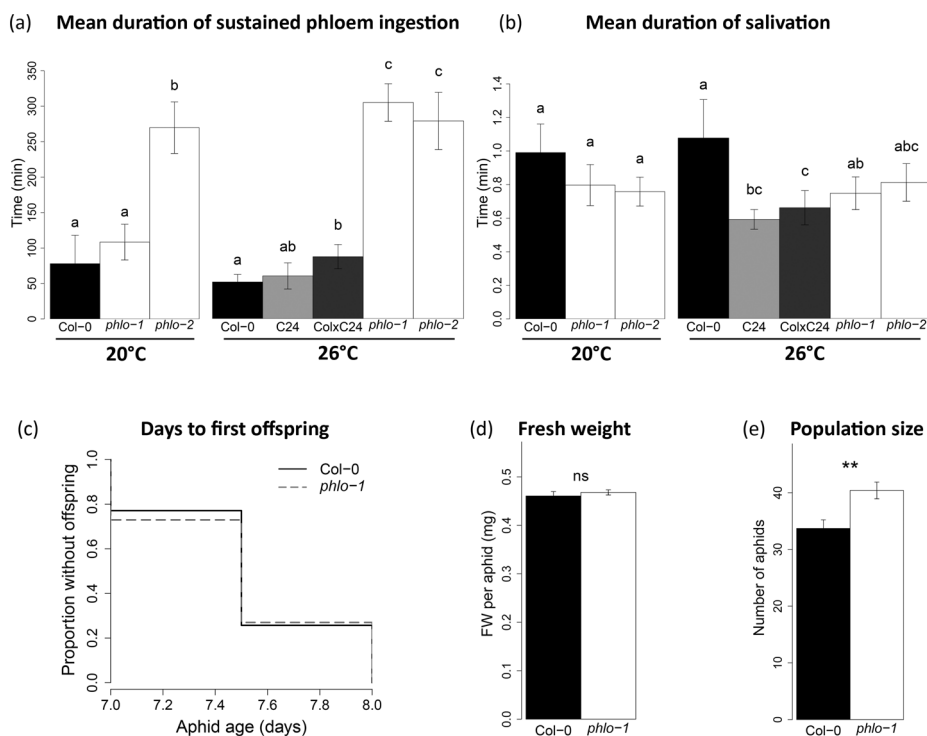 (a) Mean duration of sustained phloem ingestion
Time (min)
0 50 100 150 200 250 300 350
a a b a ab b c c
Col−0 phlo−1 phlo−2 Col−0 C24 ColxC24 phlo−1 phlo−2
20°C 26°C
(b) Mean duration of salivation
Time (min)
0.0 0.2 0.4 0.6 0.8 1.0 1.2 1.4
a a a a bc c ab abc
Col−0 phlo−1 phlo−2 Col−0 C24 ColxC24 phlo−1 phlo−2
20°C 26°C
(c) Days to first offspring
Proportion without offspring
0.0 0.2 0.4 0.6 0.8 1.0
Col−0
phlo−1
7.0 7.2 7.4 7.6 7.8 8.0
Aphid age (days)
(d) Fresh weight
FW per aphid (mg)
0.0 0.1 0.2 0.3 0.4 0.5
ns
Col−0 phlo−1
(e) Population size
Number of aphids
0 10 20 30 40
**
Col−0 phlo−1